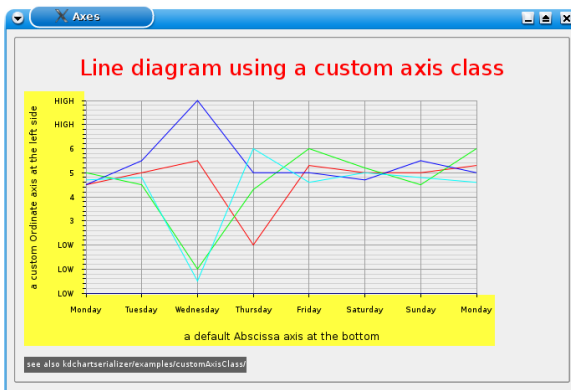 Axes
Line diagram using a custom axis class
a custom Ordinate axis at the left side
HIGH
HIGH
6
5
4
3
LOW
LOW
LOW
Monday Tuesday Wednesday Thursday Friday Saturday Sunday Monday
a default Abscissa axis at the bottom
see also kdchartserializer/examples/customAxisClass/